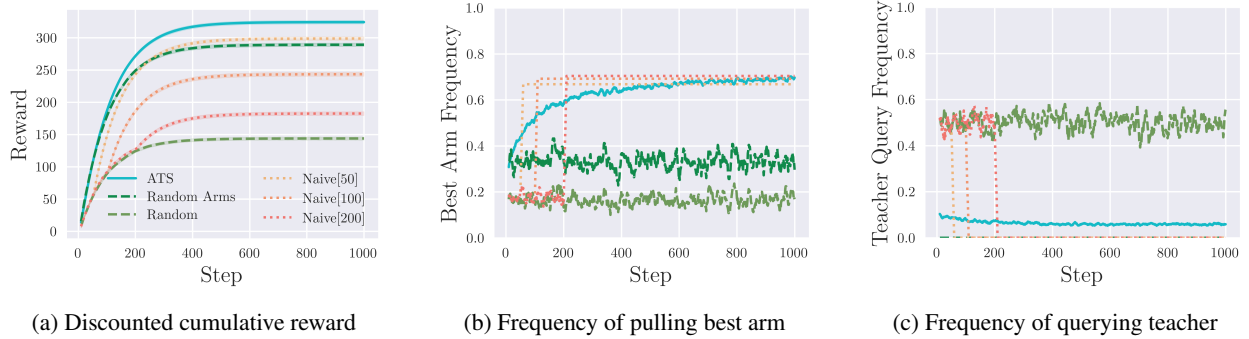 300
250
200
150
100
50
0
Reward
ATS
Random Arms
Random
Naive[50]
Naive[100]
Naive[200]
0 200 400 600 800 1000
Step
(a) Discounted cumulative reward
1.0
0.8
0.6
0.4
0.2
0.0
Best Arm Frequency
0 200 400 600 800 1000
Step
(b) Frequency of pulling best arm
1.0
0.8
0.6
0.4
0.2
0.0
Teacher Query Frequency
0 200 400 600 800 1000
Step
(c) Frequency of querying teacher